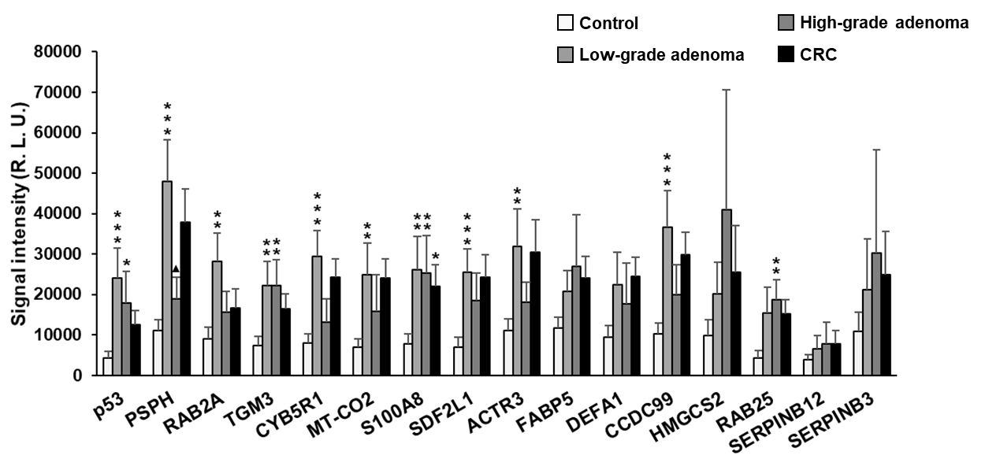 Control
High-grade adenoma
Low-grade adenoma
CRC
Signal intensity (R. L. U.)
80000
70000
60000
50000
40000
30000
20000
10000
0
***
*
***
▲
**
**
**
***
**
**
**
*
***
**
***
**
p53
PSPH
RAB2A
TGM3
CYB5R1
MT-CO2
S100A8
SDF2L1
ACTR3
FABP5
DEFA1
CCDC99
HMGCS2
RAB25
SERPINB12
SERPINB3